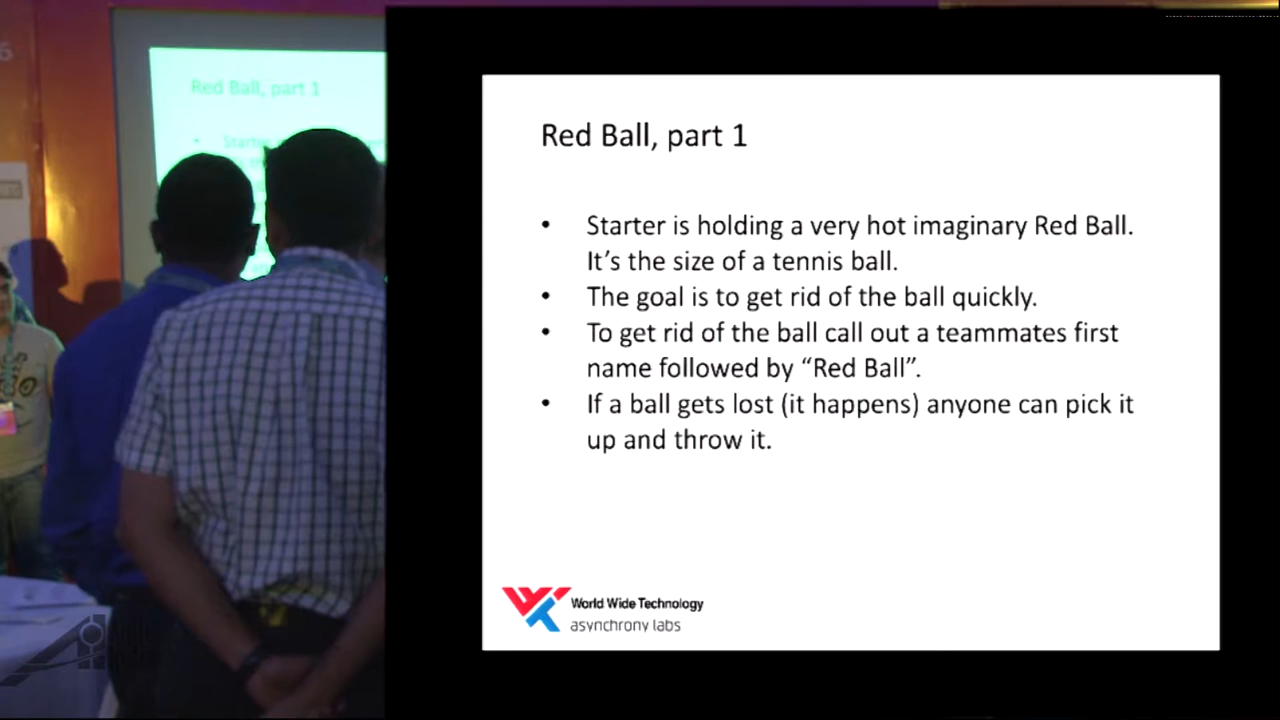 Red Ball, part 1
Red Ball, part 1
• Starter is holding a very hot imaginary Red Ball.
It’s the size of a tennis ball.
• The goal is to get rid of the ball quickly.
• To get rid of the ball call out a teammates first
name followed by “Red Ball”.
• If a ball gets lost (it happens) anyone can pick it
up and throw it.
World Wide Technology
asynchrony labs